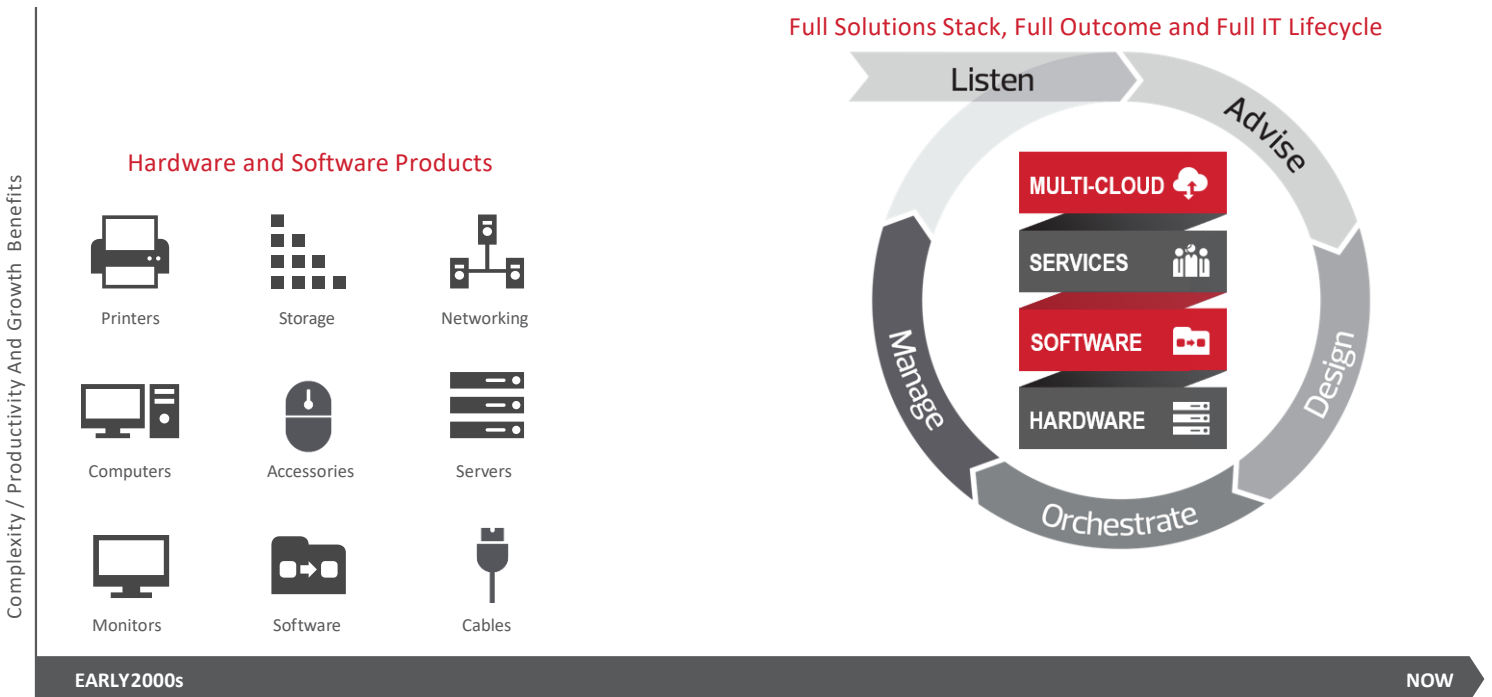 Full Solutions Stack, Full Outcome and Full IT Lifecycle
Listen
Advise
Hardware and Software Products
MULTI-CLOUD
SERVICES
SOFTWARE
HARDWARE
Design
Orchestrate
Manage
Printers
Storage
Networking
Computers
Accessories
Servers
Monitors
Software
Cables
Complexity / Productivity And Growth Benefits
EARLY2000s
NOW